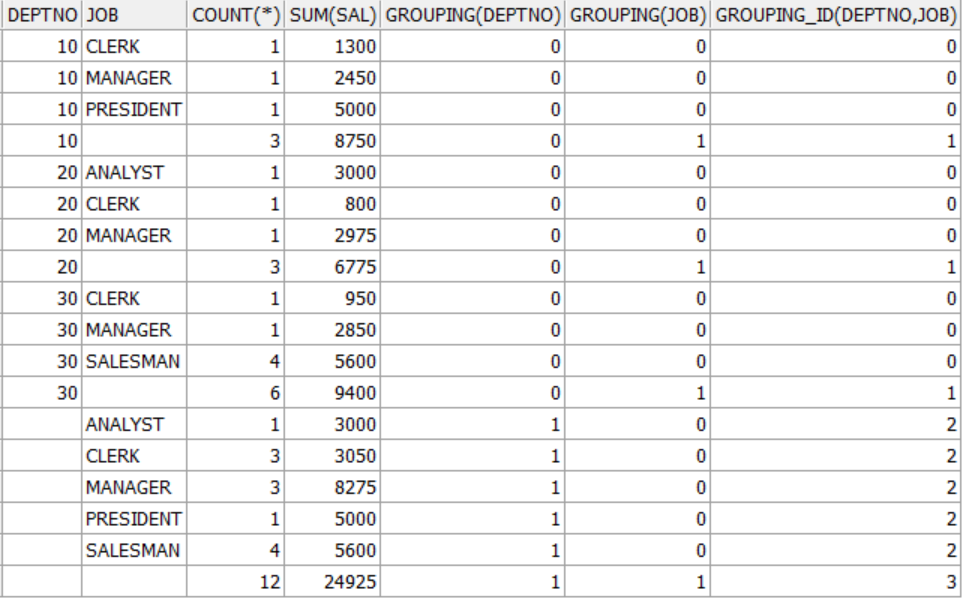 DEPTNO JOB COUNT(*) SUM(SAL) GROUPING(DEPTNO) GROUPING(JOB) GROUPING_ID(DEPTNO,JOB)
10 CLERK 1 1300 0 0 0
10 MANAGER 1 2450 0 0 0
10 PRESIDENT 1 5000 0 0 0
10 3 8750 0 1 1
20 ANALYST 1 3000 0 0 0
20 CLERK 1 800 0 0 0
20 MANAGER 1 2975 0 0 0
20 3 6775 0 1 1
30 CLERK 1 950 0 0 0
30 MANAGER 1 2850 0 0 0
30 SALESMAN 4 5600 0 0 0
30 6 9400 0 1 1
ANALYST 1 3000 1 0 2
CLERK 3 3050 1 0 2
MANAGER 3 8275 1 0 2
PRESIDENT 1 5000 1 0 2
SALESMAN 4 5600 1 0 2
12 24925 1 1 3